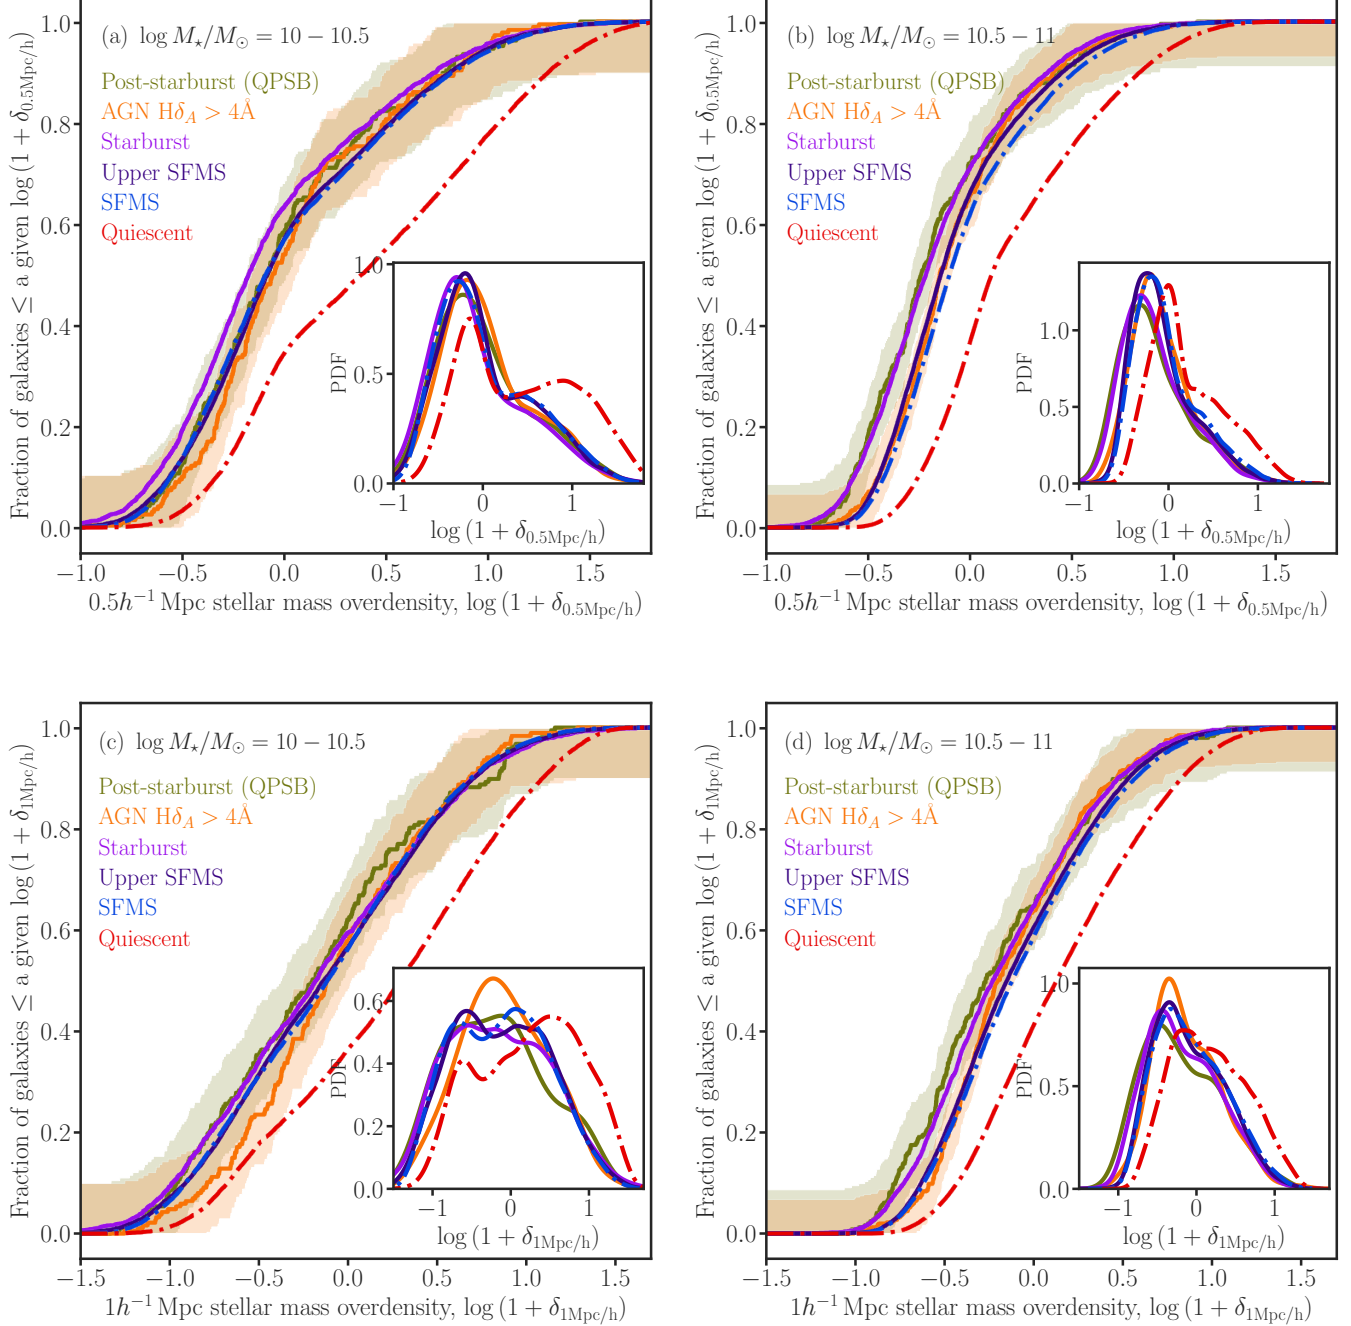 (a) log M⋆/M⊙ = 10 − 10.5
Post-starburst (QPSB)
AGN HδA > 4Å
Starburst
Upper SFMS
SFMS
Quiescent
Fraction of galaxies ≤ a given log (1 + δ0.5Mpc/h)
1.0
0.8
0.6
0.4
0.2
0.0
−1.0 −0.5 0.0 0.5 1.0 1.5
0.5h−1 Mpc stellar mass overdensity, log (1 + δ0.5Mpc/h)
PDF
1.0
0.5
0.0
−1 0 1
log (1 + δ0.5Mpc/h)
(b) log M⋆/M⊙ = 10.5 − 11
Post-starburst (QPSB)
AGN HδA > 4Å
Starburst
Upper SFMS
SFMS
Quiescent
Fraction of galaxies ≤ a given log (1 + δ0.5Mpc/h)
1.0
0.8
0.6
0.4
0.2
0.0
−1.0 −0.5 0.0 0.5 1.0 1.5
0.5h−1 Mpc stellar mass overdensity, log (1 + δ0.5Mpc/h)
PDF
1.0
0.5
0.0
−1 0 1
log (1 + δ0.5Mpc/h)
(c) log M⋆/M⊙ = 10 − 10.5
Post-starburst (QPSB)
AGN HδA > 4Å
Starburst
Upper SFMS
SFMS
Quiescent
Fraction of galaxies ≤ a given log (1 + δ1Mpc/h)
1.0
0.8
0.6
0.4
0.2
0.0
−1.5 −1.0 −0.5 0.0 0.5 1.0 1.5
1h−1 Mpc stellar mass overdensity, log (1 + δ1Mpc/h)
PDF
0.6
0.4
0.2
0.0
−1 0 1
log (1 + δ1Mpc/h)
(d) log M⋆/M⊙ = 10.5 − 11
Post-starburst (QPSB)
AGN HδA > 4Å
Starburst
Upper SFMS
SFMS
Quiescent
Fraction of galaxies ≤ a given log (1 + δ1Mpc/h)
1.0
0.8
0.6
0.4
0.2
0.0
−1.5 −1.0 −0.5 0.0 0.5 1.0 1.5
1h−1 Mpc stellar mass overdensity, log (1 + δ1Mpc/h)
PDF
1.0
0.5
0.0
−1 0 1
log (1 + δ1Mpc/h)